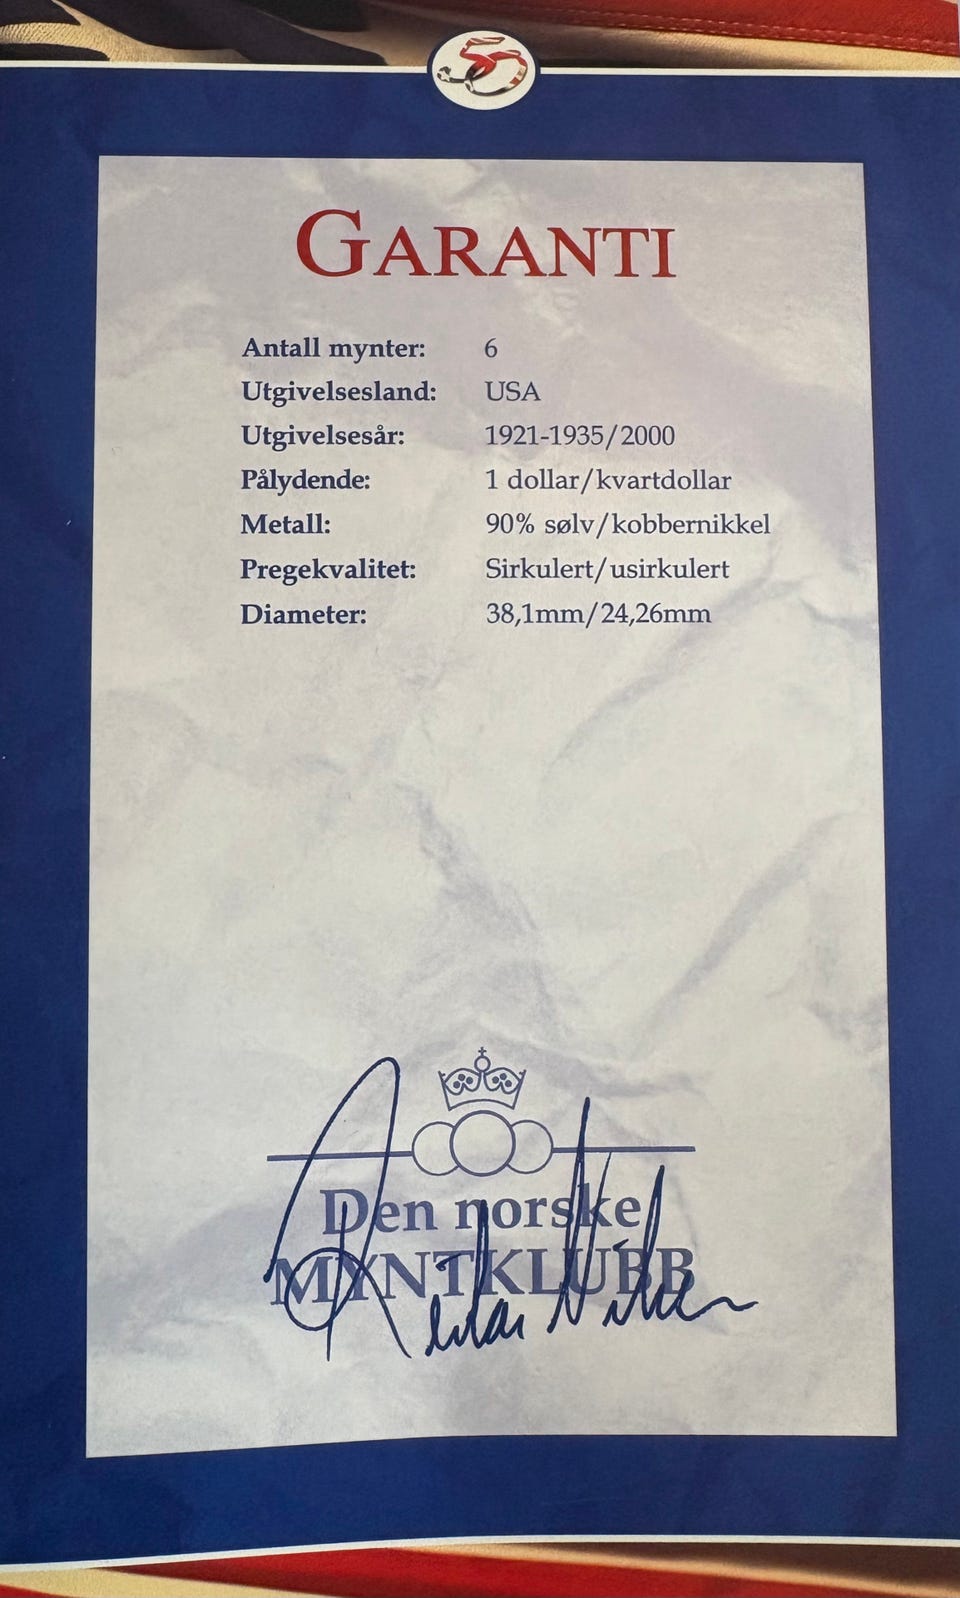 GARANTI
Antall mynter: 6
Utgivelsesland: USA
Utgivelsesår: 1921-1935/2000
Pålydende: 1 dollar/kvartdollar
Metall: 90% sølv/kobbernikkel
Pregekvalitet: Sirkulert/usirkulert
Diameter: 38,1mm/24,26mm
Den norske
MYNTKLUBB